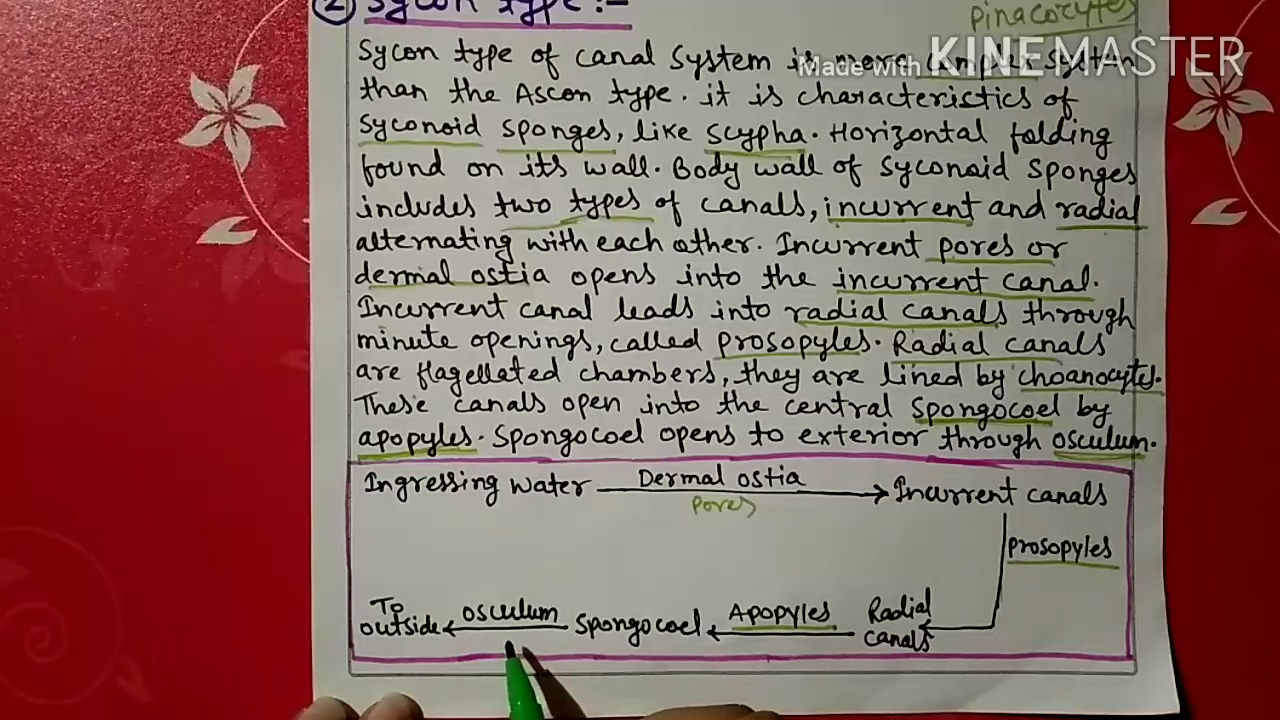 ② Sycon type :-
pinacocytes
Sycon type of canal system is more complex system
Made with KINEMASTER
than the Ascon type. it is characteristics of
syconoid sponges, like scypha. Horizontal folding
found on its wall. Body wall of syconoid sponges
includes two types of canals, incurrent and radial
alternating with each other. Incurrent pores or
dermal ostia opens into the incurrent canal.
Incurrent canal leads into radial canals through
minute openings, called prosopyles. Radial canals
are flagellated chambers, they are lined by choanocytes.
These canals open into the central spongocoel by
apopyles. Spongocoel opens to exterior through osculum.
Ingressing water Dermal ostia Incurrent canals
Pores
prosopyles
To outside osculum Spongocoel Apopyles Radial canals